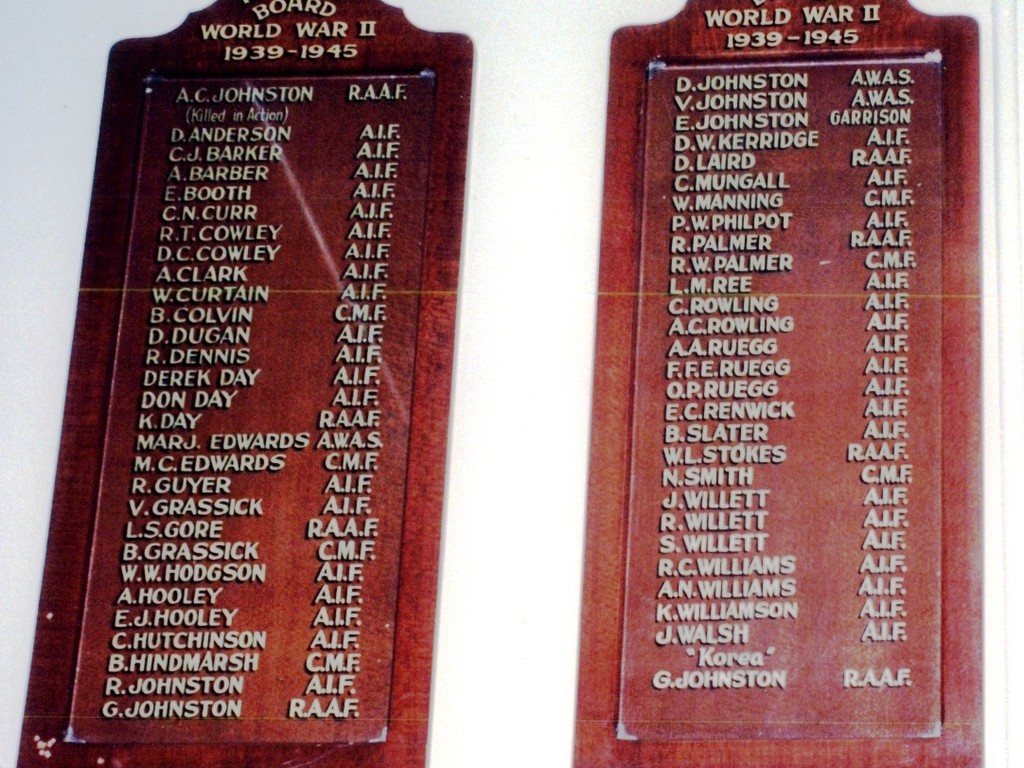 BOARD
WORLD WAR II
1939-1945
A.C. JOHNSTON R.A.A.F.
(Killed in Action)
D. ANDERSON A.I.F.
C.J. BARKER A.I.F.
A. BARBER A.I.F.
E. BOOTH A.I.F.
C.N. CURR A.I.F.
R.T. COWLEY A.I.F.
D.C. COWLEY A.I.F.
A. CLARK A.I.F.
W. CURTAIN A.I.F.
B. COLVIN C.M.F.
D. DUGAN A.I.F.
R. DENNIS A.I.F.
DEREK DAY A.I.F.
DON DAY A.I.F.
K. DAY R.A.A.F.
MARJ. EDWARDS A.W.A.S.
M.C. EDWARDS C.M.F.
R. GUYER A.I.F.
V. GRASSICK A.I.F.
L.S. GORE R.A.A.F.
B. GRASSICK C.M.F.
W.W. HODGSON A.I.F.
A. HOOLEY A.I.F.
E.J. HOOLEY A.I.F.
C. HUTCHINSON A.I.F.
B. HINDMARSH C.M.F.
R. JOHNSTON A.I.F.
G. JOHNSTON R.A.A.F.
WORLD WAR II
1939-1945
D. JOHNSTON A.W.A.S.
V. JOHNSTON A.W.A.S.
E. JOHNSTON GARRISON
D.W. KERRIDGE A.I.F.
D. LAIRD R.A.A.F.
C. MUNGALL A.I.F.
W. MANNING C.M.F.
P.W. PHILPOT A.I.F.
R. PALMER R.A.A.F.
R.W. PALMER C.M.F.
L.M. REE A.I.F.
C. ROWLING A.I.F.
A.C. ROWLING A.I.F.
A.A. RUEGG A.I.F.
F.F.E. RUEGG A.I.F.
O.P. RUEGG A.I.F.
E.C. RENWICK A.I.F.
B. SLATER A.I.F.
W.L. STOKES R.A.A.F.
N. SMITH C.M.F.
J. WILLETT A.I.F.
R. WILLETT A.I.F.
S. WILLETT A.I.F.
R.C. WILLIAMS A.I.F.
A.N. WILLIAMS A.I.F.
K. WILLIAMSON A.I.F.
J. WALSH A.I.F.
"Korea"
G. JOHNSTON R.A.A.F.